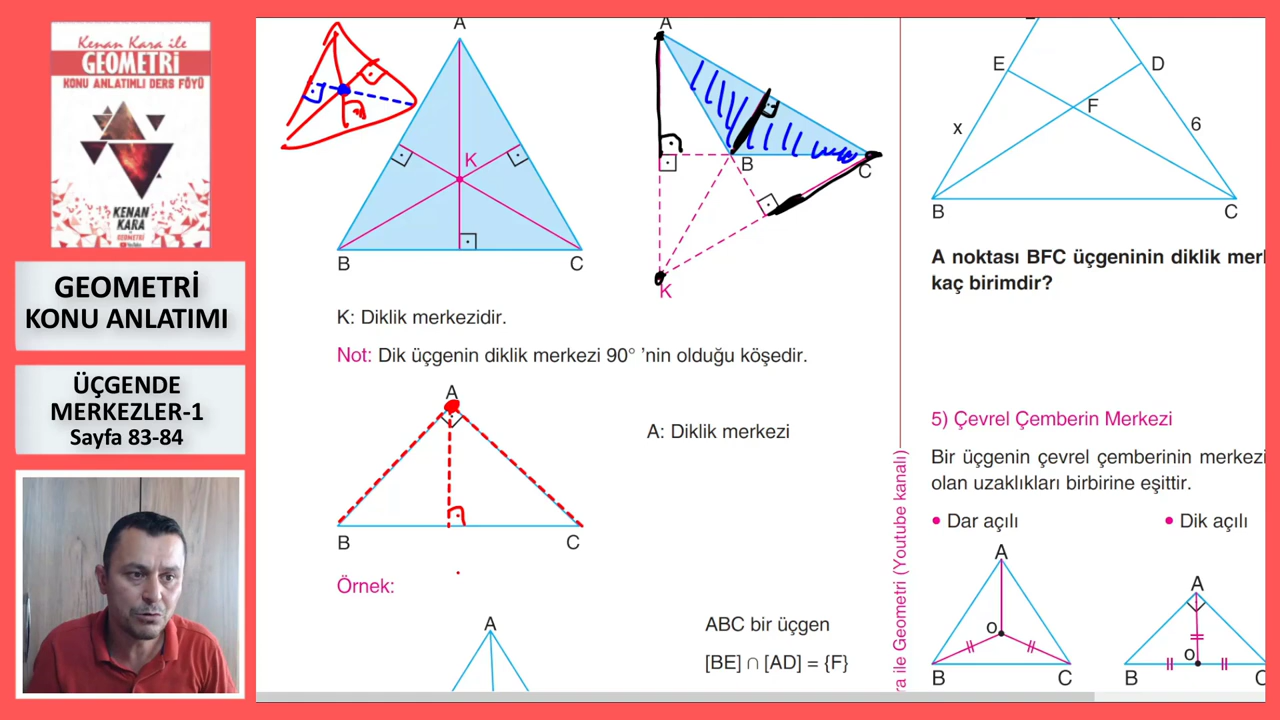 Kenan Kara ile
GEOMETRİ
KONU ANLATIMLI DERS FÖYÜ
KENAN
KARA
GEOMETRİ
YouTube
GEOMETRİ
KONU ANLATIMI
ÜÇGENDE
MERKEZLER-1
Sayfa 83-84
A
K
B
C
A
B
C
K
K: Diklik merkezidir.
Not: Dik üçgenin diklik merkezi 90° 'nin olduğu köşedir.
A
B
C
A: Diklik merkezi
Örnek:
A
ABC bir üçgen
[BE] ∩ [AD] = {F}
ra ile Geometri (Youtube kanalı)
E
D
F
x
6
B
C
A noktası BFC üçgeninin diklik mer
kaç birimdir?
5) Çevrel Çemberin Merkezi
Bir üçgenin çevrel çemberinin merkezi
olan uzaklıkları birbirine eşittir.
• Dar açılı
• Dik açılı
A
o
B
C
A
o
B
C